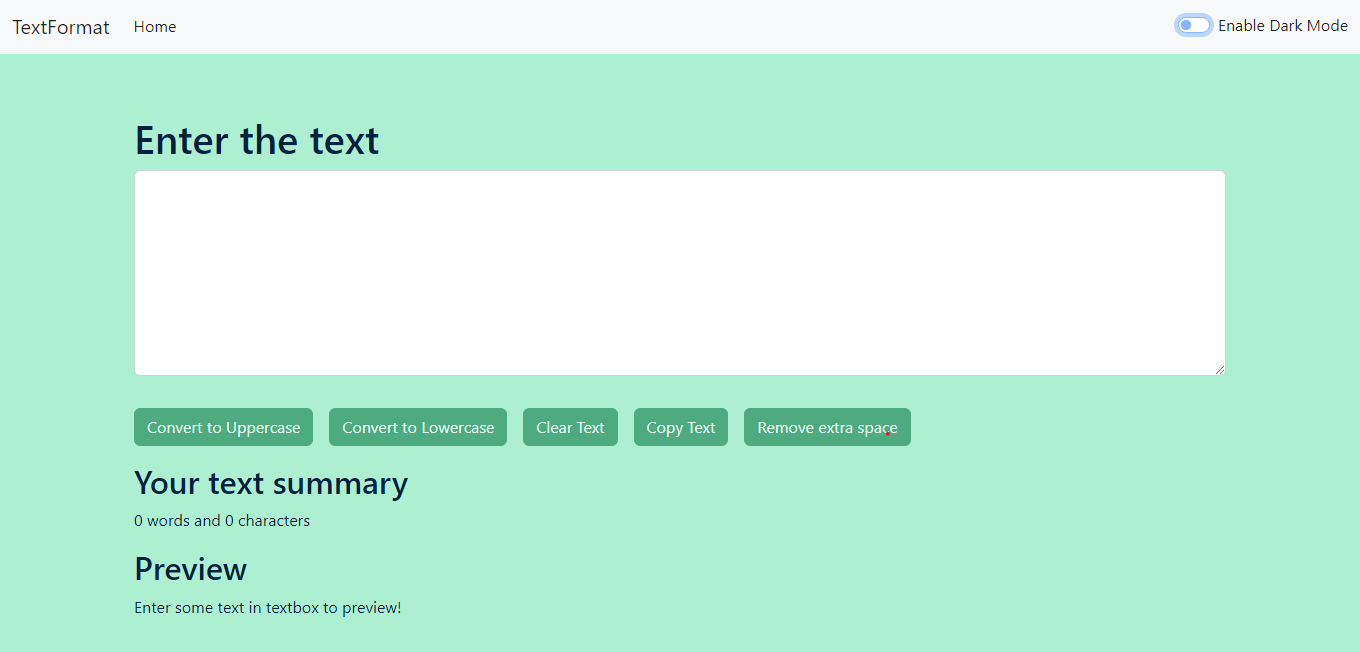 TextFormat Home Enable Dark Mode
Enter the text
Convert to Uppercase Convert to Lowercase Clear Text Copy Text Remove extra space
Your text summary
0 words and 0 characters
Preview
Enter some text in textbox to preview!